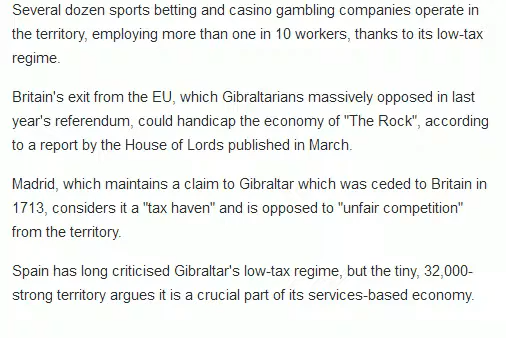 Several dozen sports betting and casino gambling companies operate in
the territory, employing more than one in 10 workers, thanks to its low-tax
regime.
Britain's exit from the EU, which Gibraltarians massively opposed in last
year's referendum, could handicap the economy of "The Rock", according
to a report by the House of Lords published in March.
Madrid, which maintains a claim to Gibraltar which was ceded to Britain in
1713, considers it a "tax haven" and is opposed to "unfair competition"
from the territory.
Spain has long criticised Gibraltar's low-tax regime, but the tiny, 32,000-
strong territory argues it is a crucial part of its services-based economy.